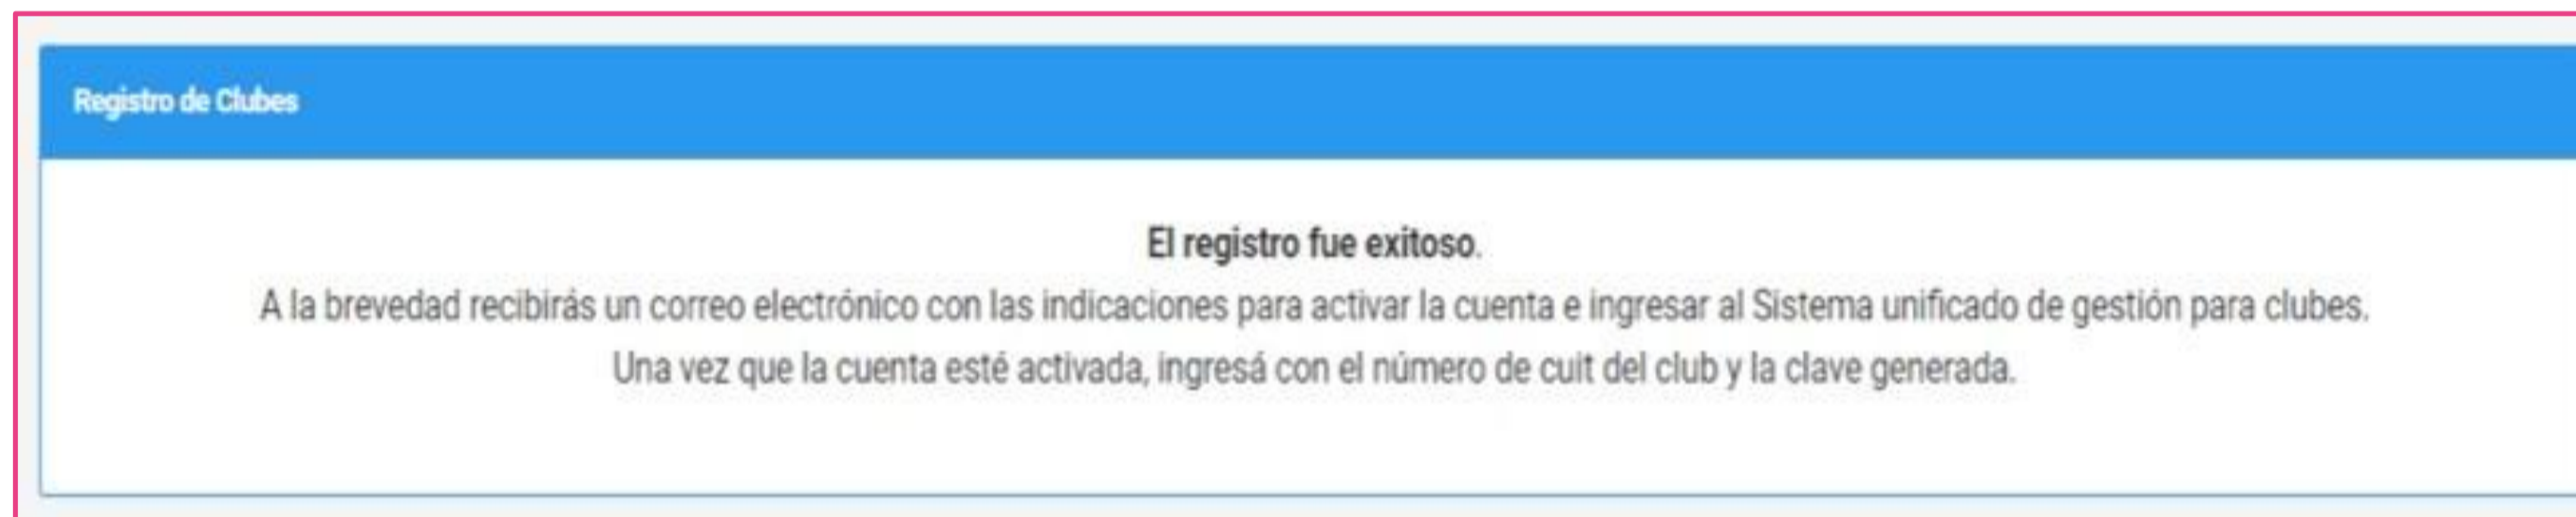 Registro de Clubes
El registro fue exitoso.
A la brevedad recibirás un correo electrónico con las indicaciones para activar la cuenta e ingresar al Sistema unificado de gestión para clubes.
Una vez que la cuenta esté activada, ingresá con el número de cuit del club y la clave generada.